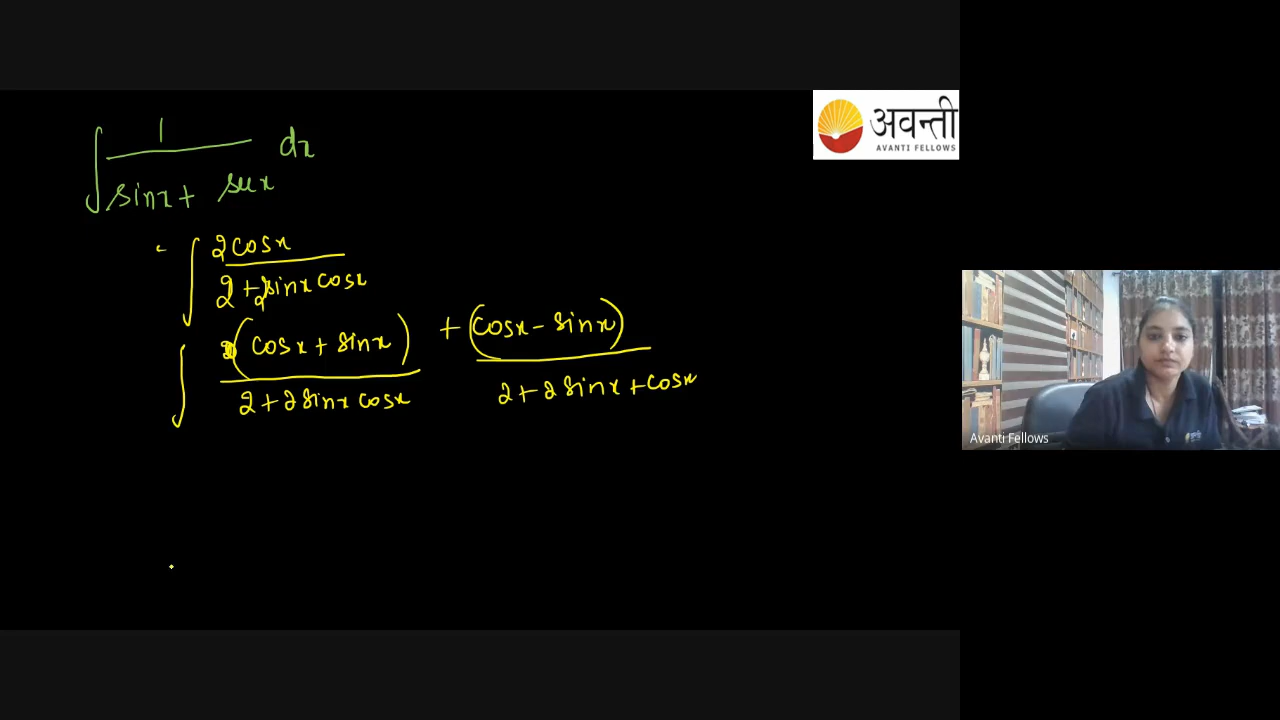 ∫ 1 / (sinx + secx) dx
अवन्ती
AVANTI FELLOWS
∫ 2cosx / (2+2sinx cosx)
∫ (cosx + sinx) / (2+2sinx cosx) + (cosx - sinx) / (2+2sinx+cosx)
Avanti Fellows